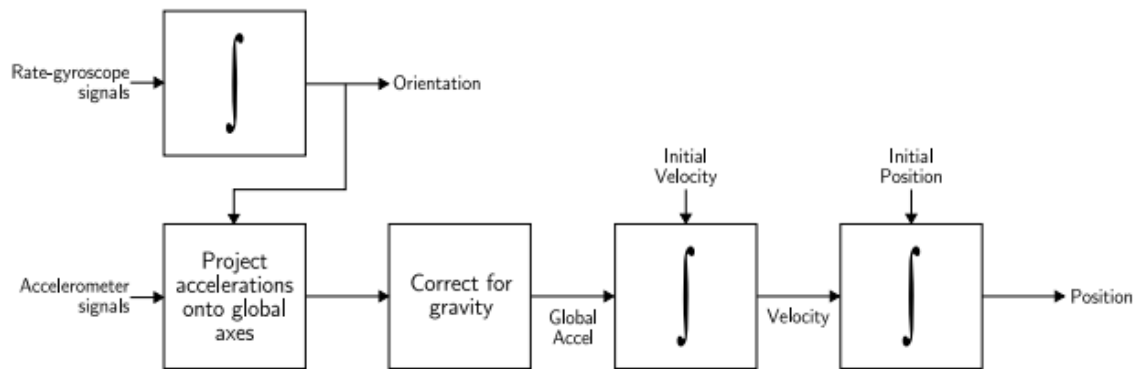 Rate-gyroscope
signals
∫
Orientation
Initial
Velocity
Initial
Position
Accelerometer
signals
Project
accelerations
onto global
axes
Correct for
gravity
Global
Accel
∫
Velocity
∫
Position